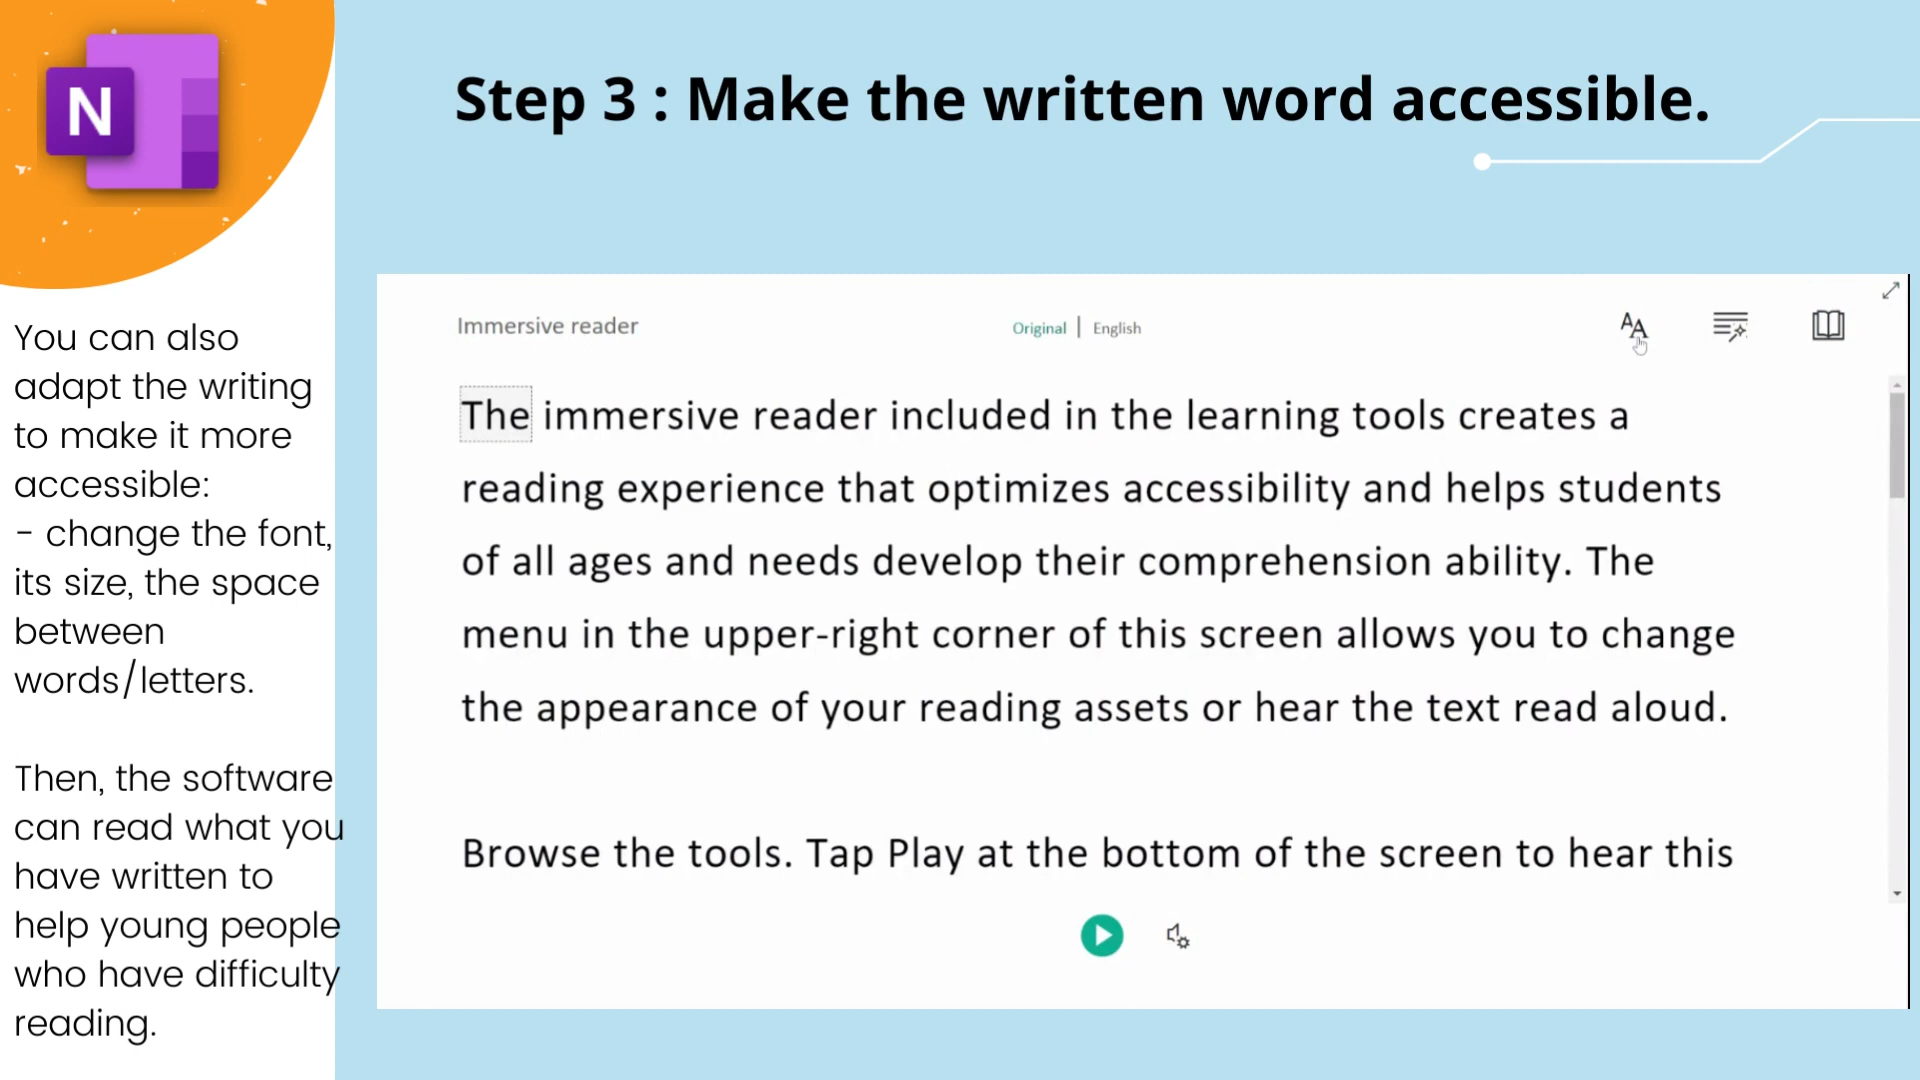 N
Step 3 : Make the written word accessible.
You can also
adapt the writing
to make it more
accessible:
- change the font,
its size, the space
between
words/letters.
Then, the software
can read what you
have written to
help young people
who have difficulty
reading.
Immersive reader
Original | English
AA
The immersive reader included in the learning tools creates a
reading experience that optimizes accessibility and helps students
of all ages and needs develop their comprehension ability. The
menu in the upper-right corner of this screen allows you to change
the appearance of your reading assets or hear the text read aloud.
Browse the tools. Tap Play at the bottom of the screen to hear this